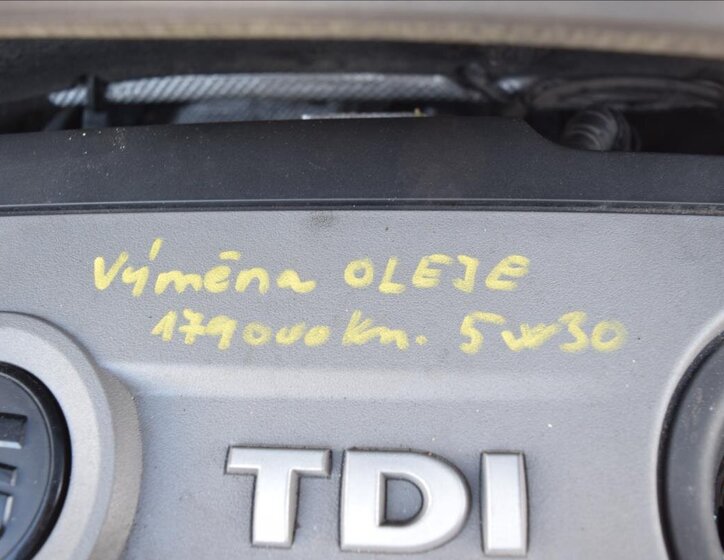 Výměna OLEJE
179000 Km. 5w30
TDI